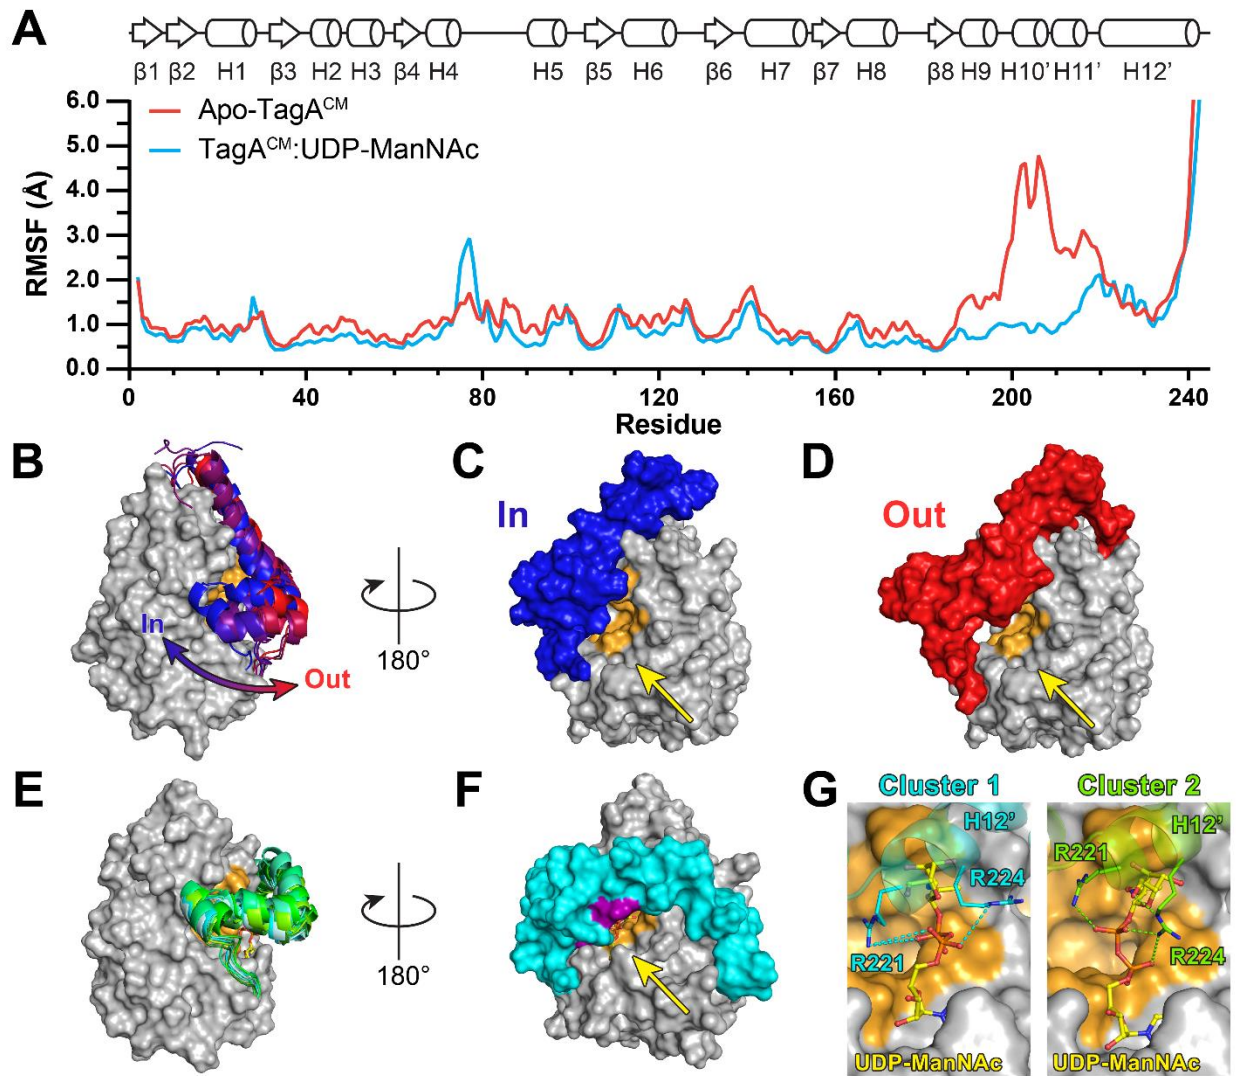 A
β1 β2 H1 β3 H2 H3 β4 H4 H5 β5 H6 β6 H7 β7 H8 β8 H9 H10' H11' H12'
6.0
5.0
4.0
3.0
2.0
1.0
0.0
RMSF (Å)
Apo-TagA^CM
TagA^CM:UDP-ManNAc
0 40 80 120 160 200 240
Residue
B
In
Out
180°
C
In
D
Out
E
180°
F
G
Cluster 1
H12'
R224
R221
UDP-ManNAc
Cluster 2
H12'
R221
R224
UDP-ManNAc